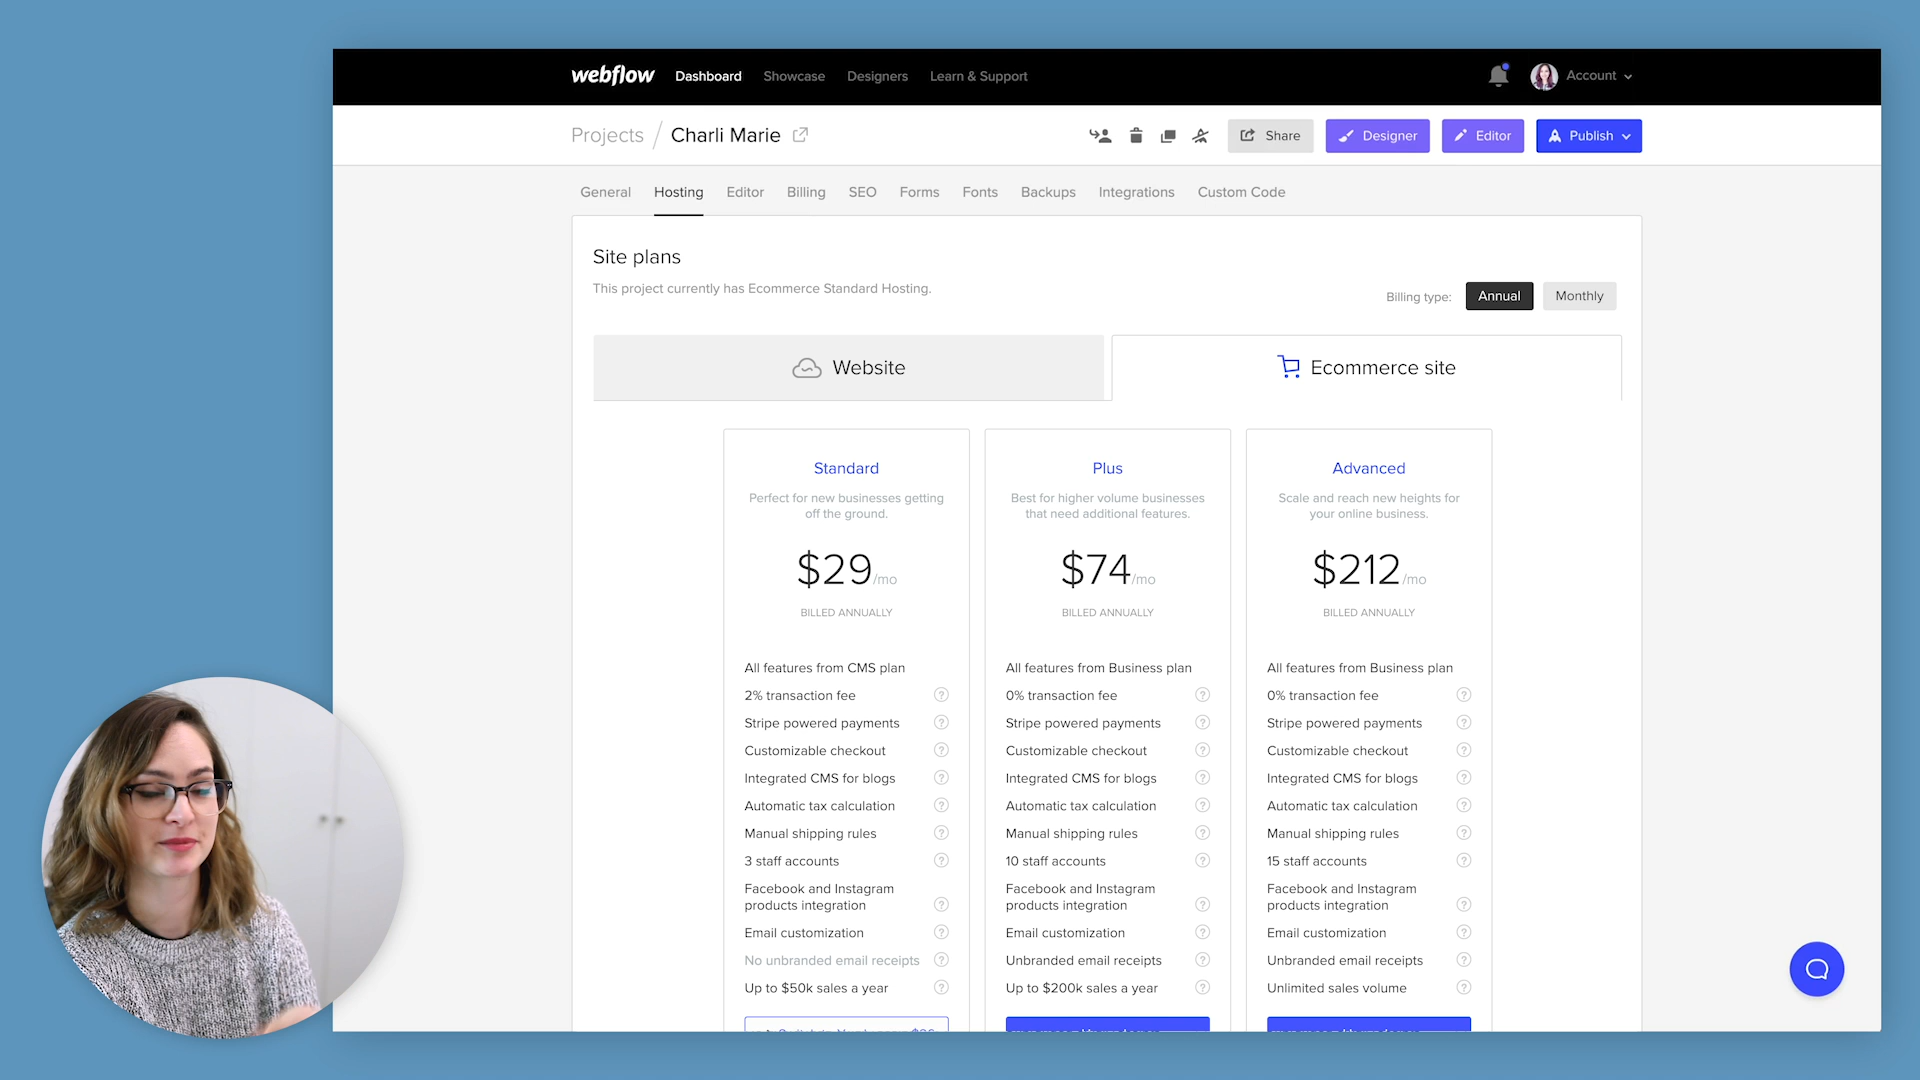 webflow Dashboard Showcase Designers Learn & Support Account
Projects / Charli Marie Share Designer Editor Publish
General Hosting Editor Billing SEO Forms Fonts Backups Integrations Custom Code
Site plans
This project currently has Ecommerce Standard Hosting.
Billing type: Annual Monthly
Website
Ecommerce site
Standard
Perfect for new businesses getting
off the ground.
$29/mo
BILLED ANNUALLY
All features from CMS plan
2% transaction fee
Stripe powered payments
Customizable checkout
Integrated CMS for blogs
Automatic tax calculation
Manual shipping rules
3 staff accounts
Facebook and Instagram
products integration
Email customization
No unbranded email receipts
Up to $50k sales a year
Plus
Best for higher volume businesses
that need additional features.
$74/mo
BILLED ANNUALLY
All features from Business plan
0% transaction fee
Stripe powered payments
Customizable checkout
Integrated CMS for blogs
Automatic tax calculation
Manual shipping rules
10 staff accounts
Facebook and Instagram
products integration
Email customization
Unbranded email receipts
Up to $200k sales a year
Advanced
Scale and reach new heights for
your online business.
$212/mo
BILLED ANNUALLY
All features from Business plan
0% transaction fee
Stripe powered payments
Customizable checkout
Integrated CMS for blogs
Automatic tax calculation
Manual shipping rules
15 staff accounts
Facebook and Instagram
products integration
Email customization
Unbranded email receipts
Unlimited sales volume